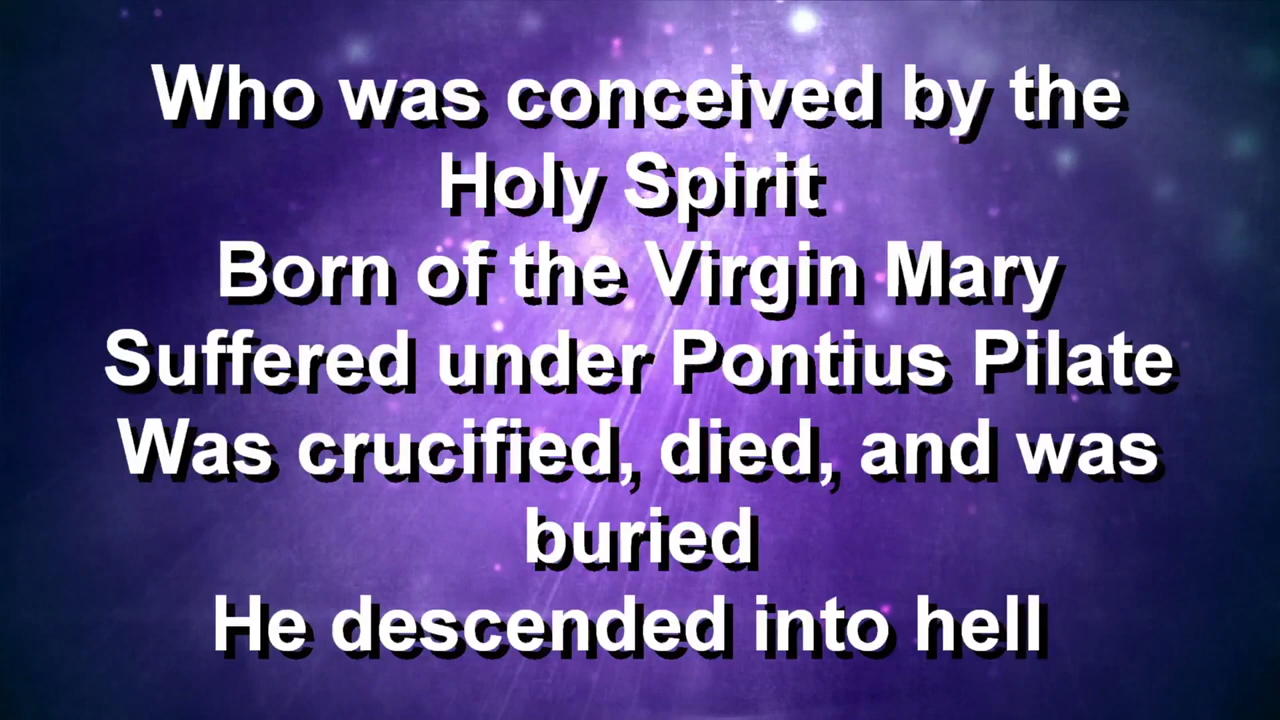 Who was conceived by the
Holy Spirit
Born of the Virgin Mary
Suffered under Pontius Pilate
Was crucified, died, and was
buried
He descended into hell